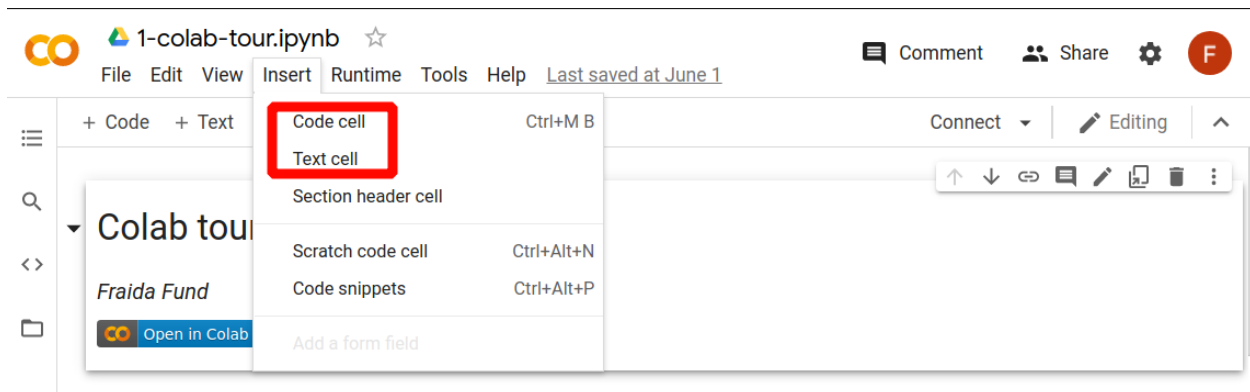 1-colab-tour.ipynb
File Edit View Insert Runtime Tools Help Last saved at June 1
Comment Share F
+ Code + Text
Connect Editing
Code cell Ctrl+M B
Text cell
Section header cell
Scratch code cell Ctrl+Alt+N
Code snippets Ctrl+Alt+P
Add a form field
Colab tour
Fraida Fund
Open in Colab